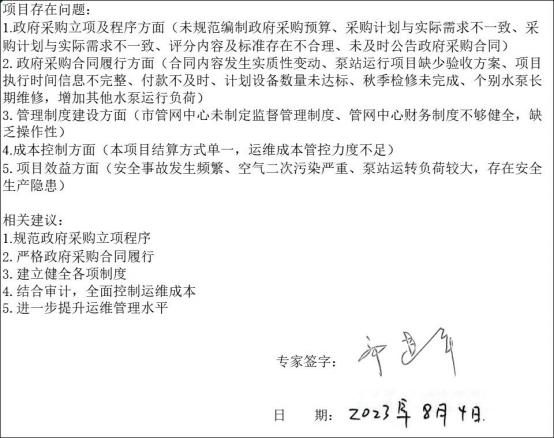 项目存在问题：
1.政府采购立项及程序方面（未规范编制政府采购预算、采购计划与实际需求不一致、采
购计划与实际需求不一致、评分内容及标准存在不合理、未及时公告政府采购合同）
2.政府采购合同履行方面（合同内容发生实质性变动、泵站运行项目缺少验收方案、项目
执行时间信息不完整、付款不及时、计划设备数量未达标，秋季检修未完成、个别水泵长
期维修，增加其他水泵运行负荷）
3.管理制度建设方面（市管网中心未制定监督管理制度、管网中心财务制度不够健全，缺
乏操作性）
4.成本控制方面（本项目结算方式单一，运维成本管控力度不足）
5.项目效益方面（安全事故发生频繁、空气二次污染严重、泵站运转负荷较大，存在安全
生产隐患）
相关建议：
1.规范政府采购立项程序
2.严格政府采购合同履行
3.建立健全各项制度
4.结合审计，全面控制运维成本
5.进一步提升运维管理水平
专家签字：
日 期：2023年8月4日.